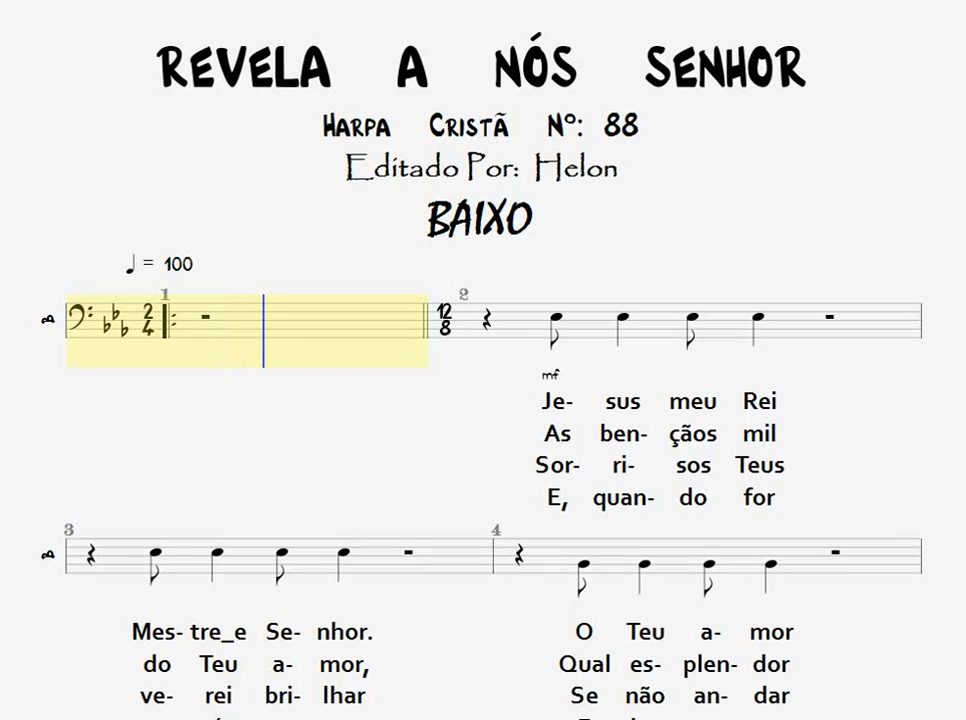 REVELA A NÓS SENHOR
HARPA CRISTÃ Nº: 88
Editado Por: Helon
BAIXO
♩ = 100
1
2
B
2
4
12
8
mf
Je- sus meu Rei
As ben- çãos mil
Sor- ri- sos Teus
E, quan- do for
3
4
B
Mes- tre_e Se- nhor.
O Teu a- mor
do Teu a- mor,
Qual es- plen- dor
ve- rei bri- lhar
Se não an- dar